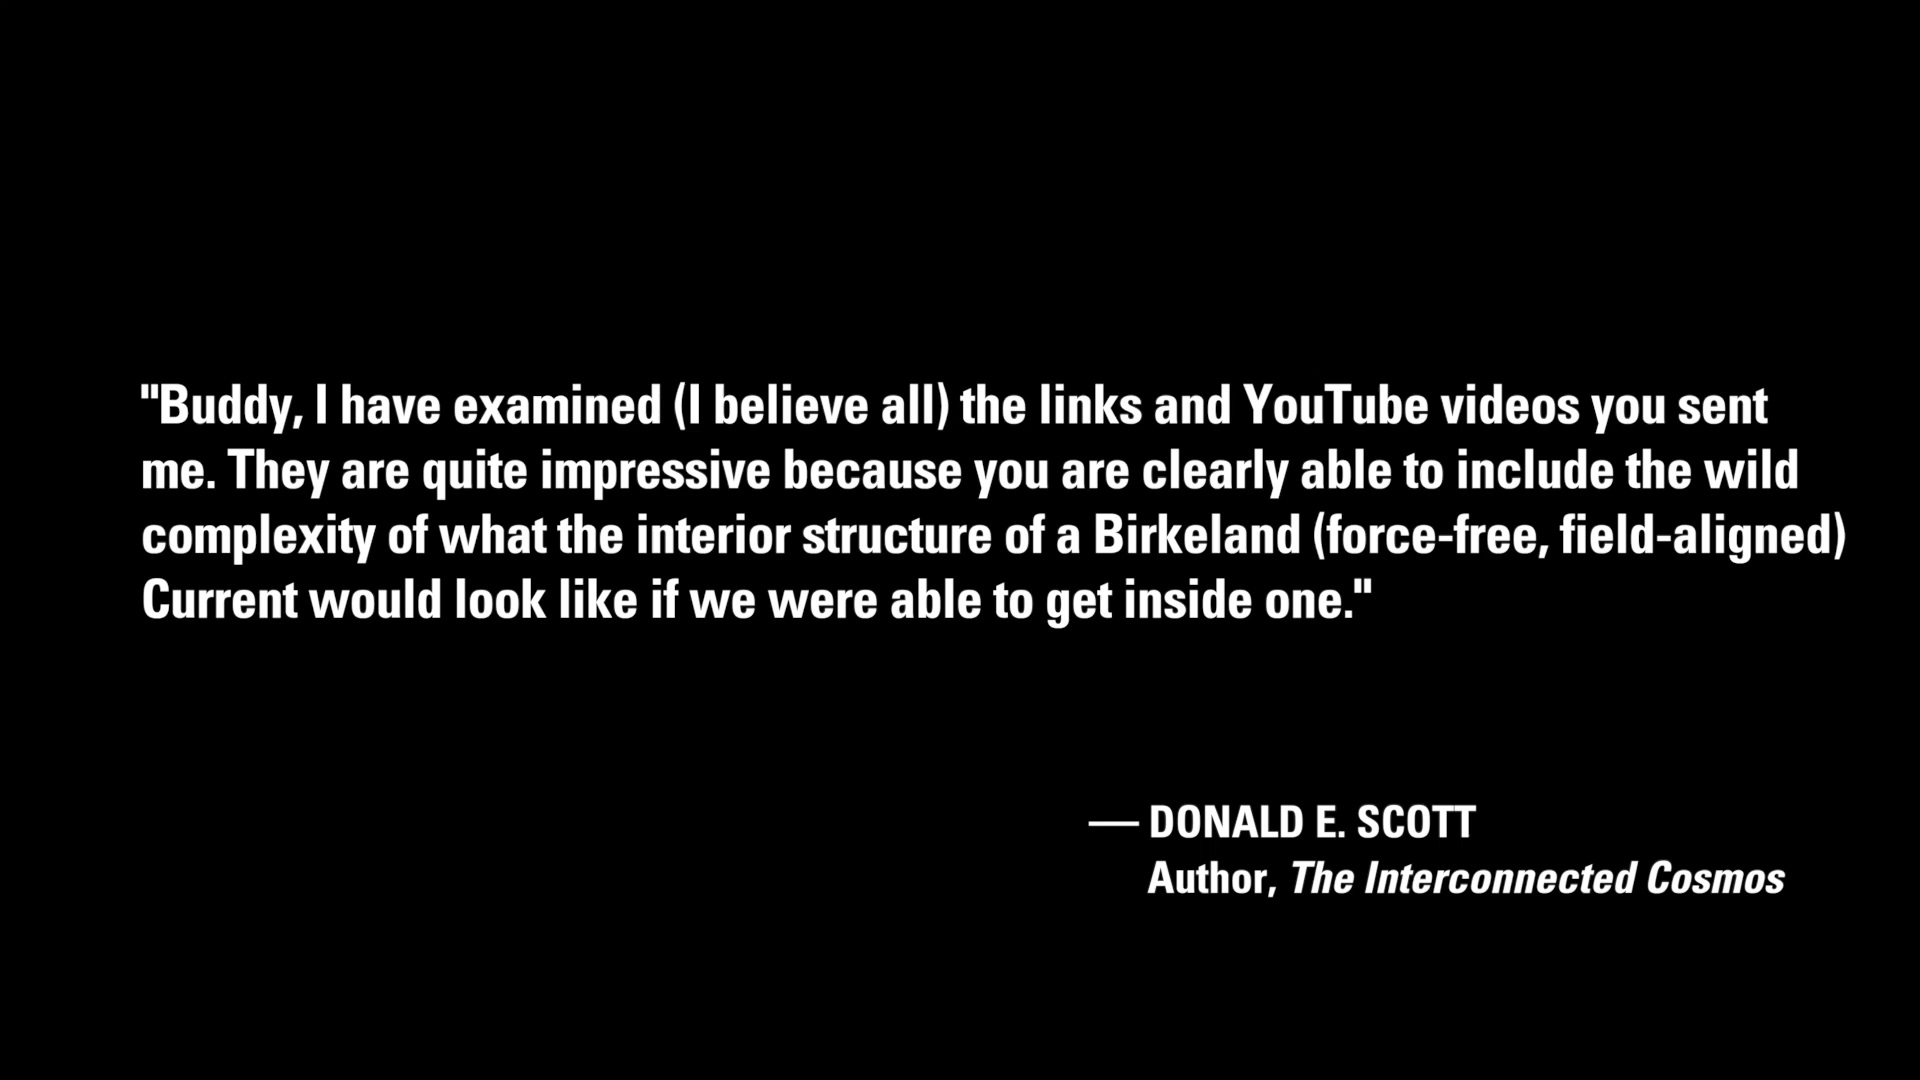 "Buddy, I have examined (I believe all) the links and YouTube videos you sent
me. They are quite impressive because you are clearly able to include the wild
complexity of what the interior structure of a Birkeland (force-free, field-aligned)
Current would look like if we were able to get inside one."
— DONALD E. SCOTT
Author, The Interconnected Cosmos